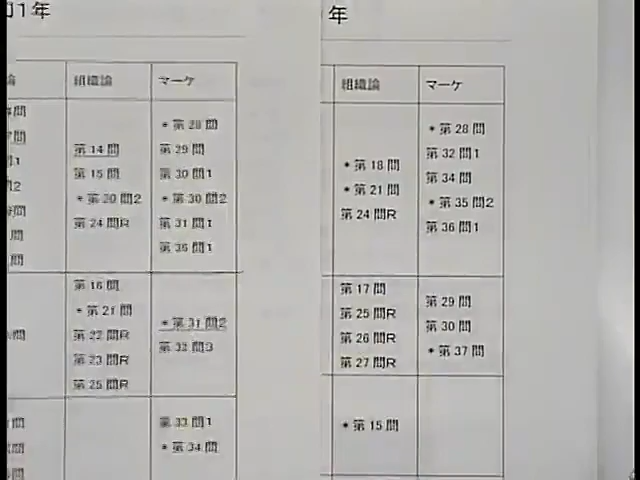 1年
組織論
マーケ
第14問
第15問
*第20問2
第24問R
*第28問
第29問
第30問1
*第30問2
第31問1
第36問1
第16問
*第21問
第22問R
第23問R
第25問R
*第31問2
第32問3
第33問1
*第34問
年
組織論
マーケ
*第18問
*第21問
第24問R
*第28問
第32問1
第34問
*第35問2
第36問1
第17問
第25問R
第26問R
第27問R
第29問
第30問
*第37問
*第15問